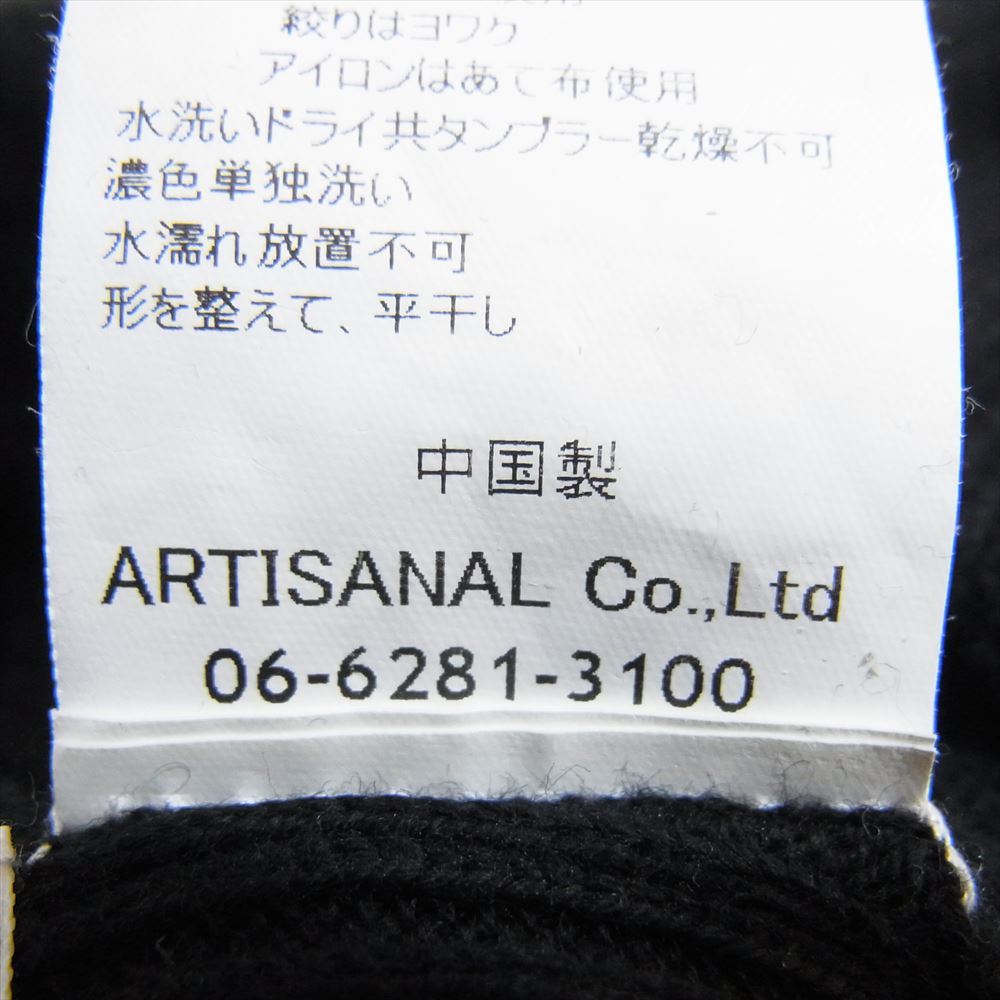 絞りはヨワク
アイロンはあて布使用
水洗いドライ共タンブラー乾燥不可
濃色単独洗い
水濡れ放置不可
形を整えて、平干し
中国製
ARTISANAL Co.,Ltd
06-6281-3100